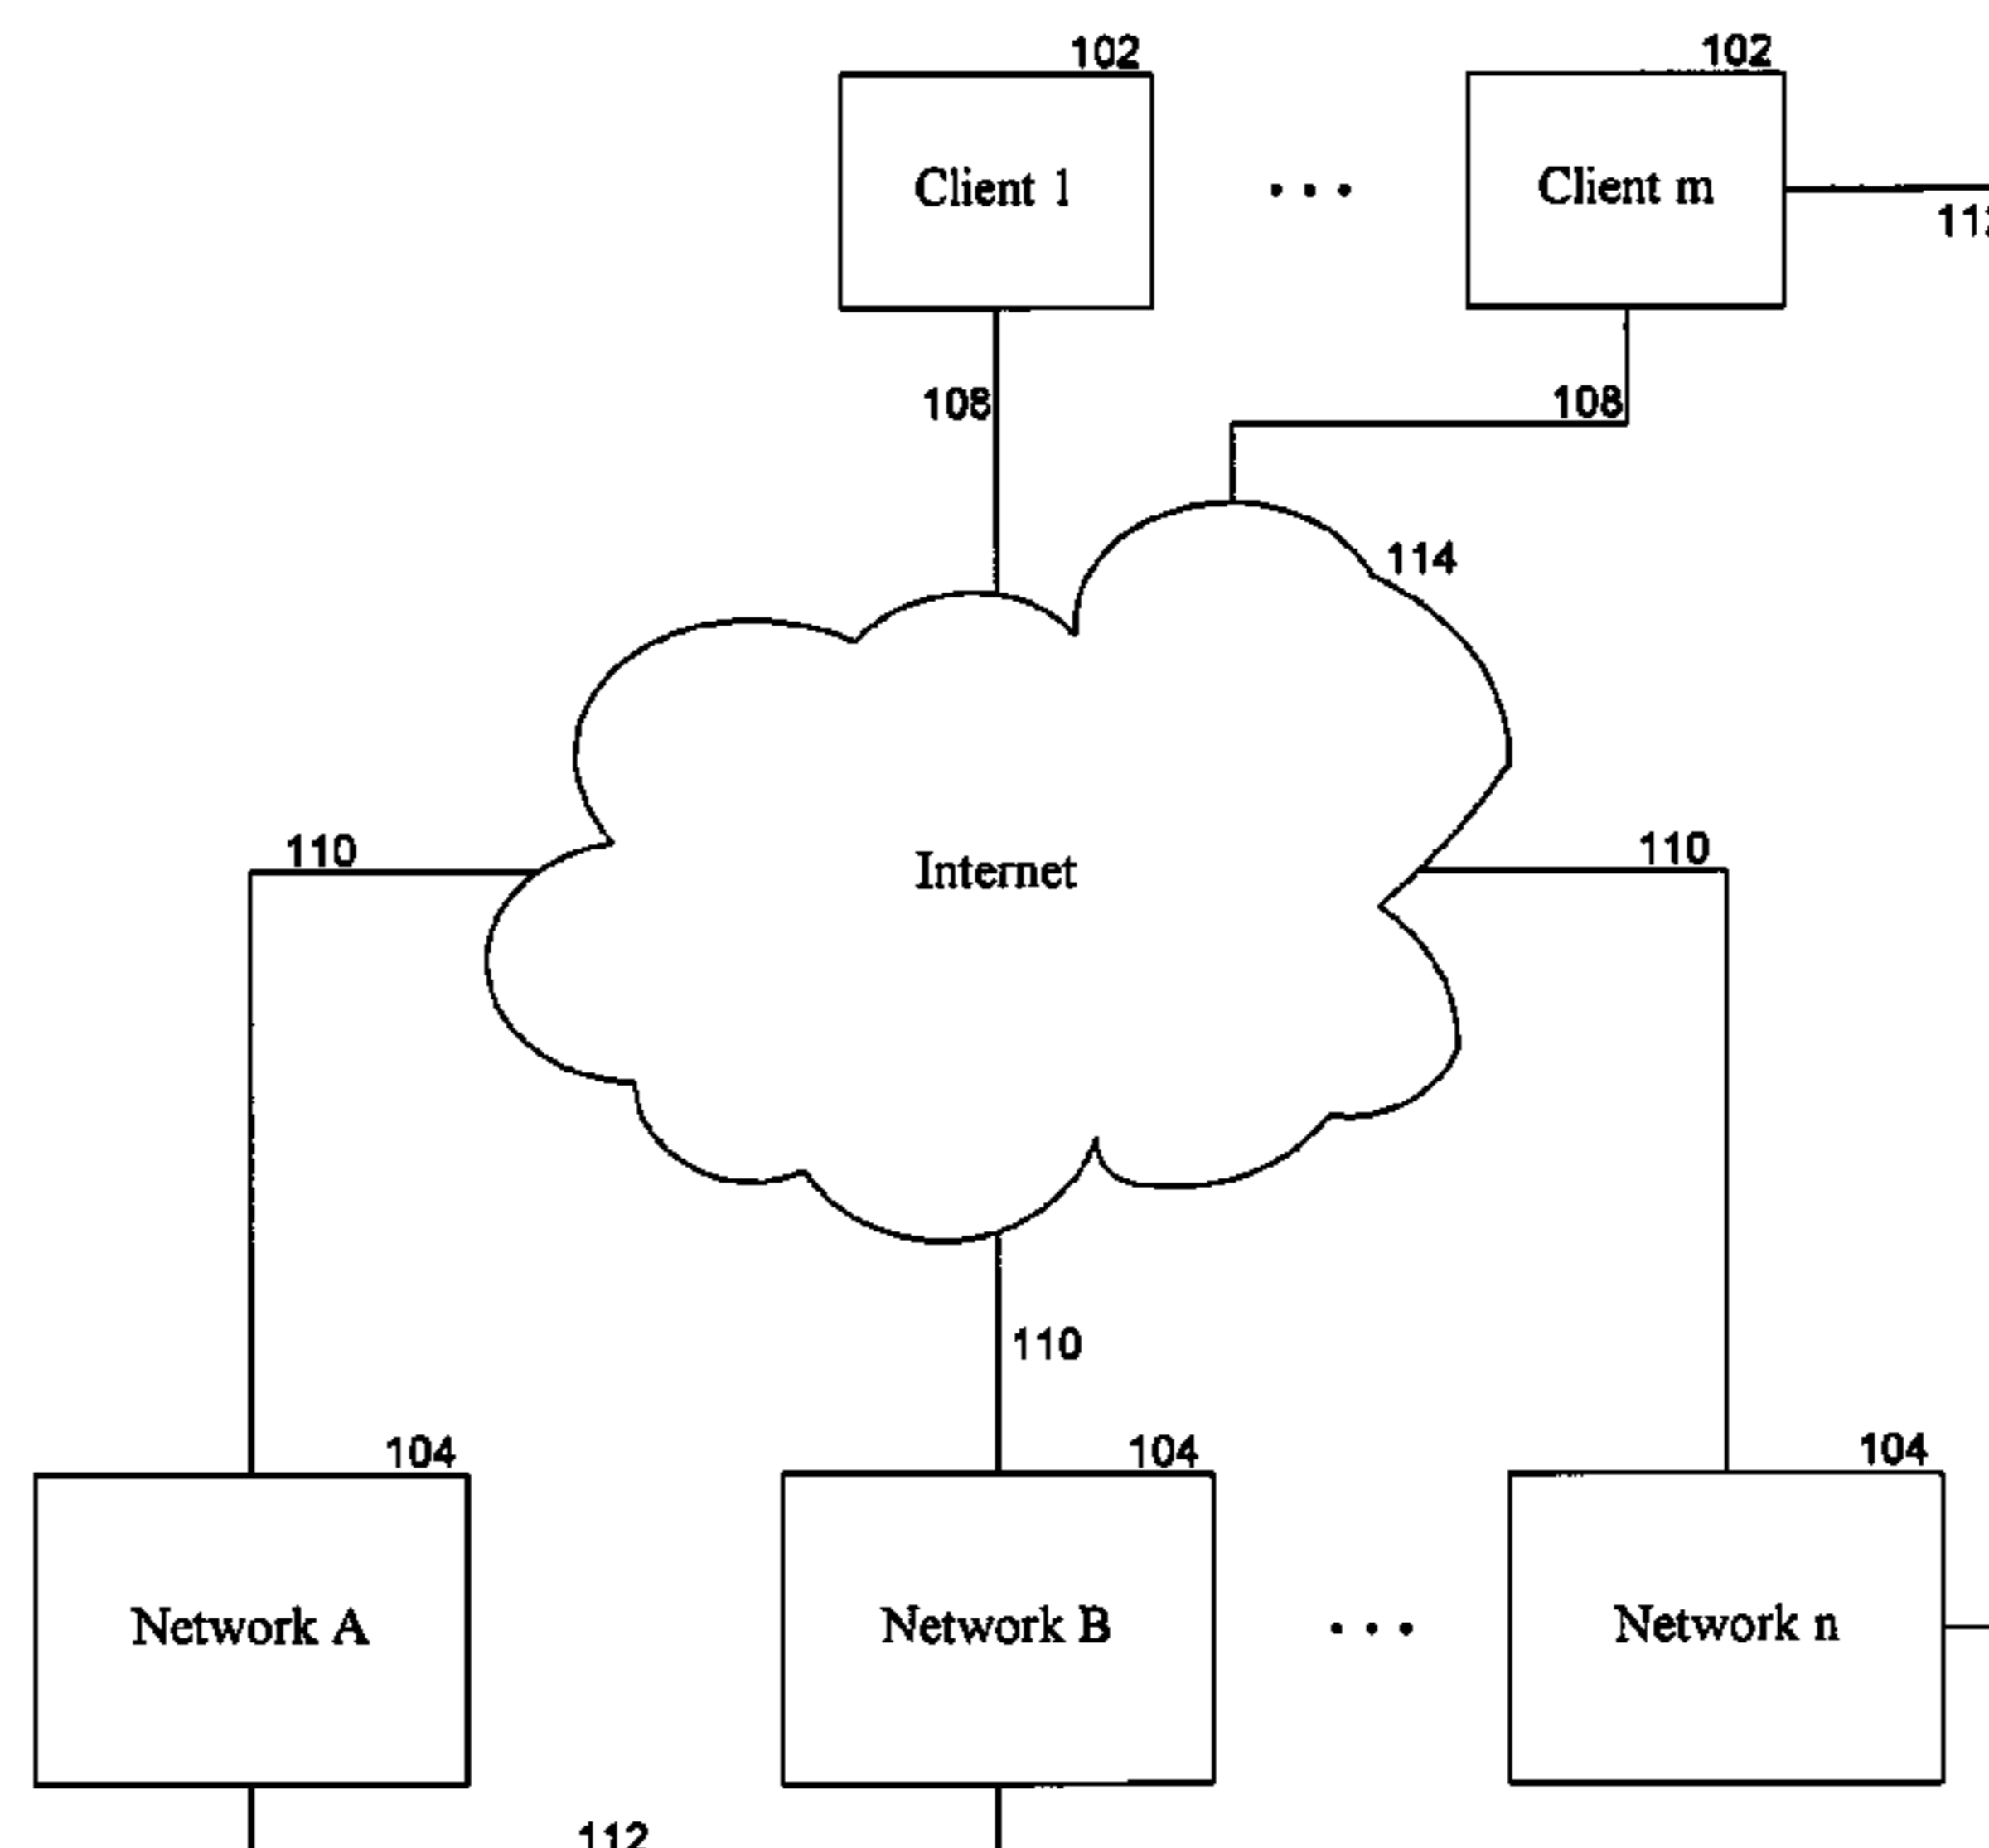 102
102
Client 1
. . .
Client m
108
108
114
110
Internet
110
110
104
104
104
Network A
Network B
. . .
Network n
112